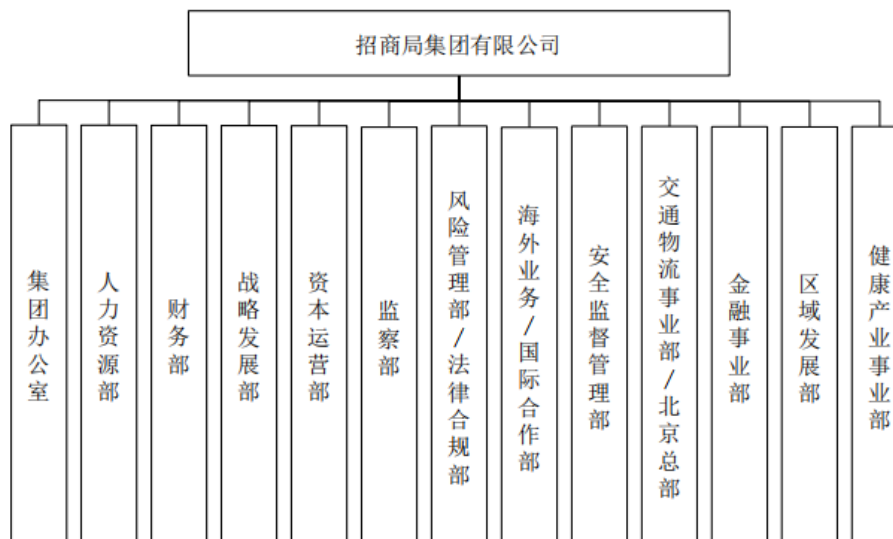 招商局集团有限公司
集团办公室
人力资源部
财务部
战略发展部
资本运营部
监察部
风险管理部/法律合规部
海外业务/国际合作部
安全监督管理部
交通物流事业部/北京总部
金融事业部
区域发展部
健康产业事业部